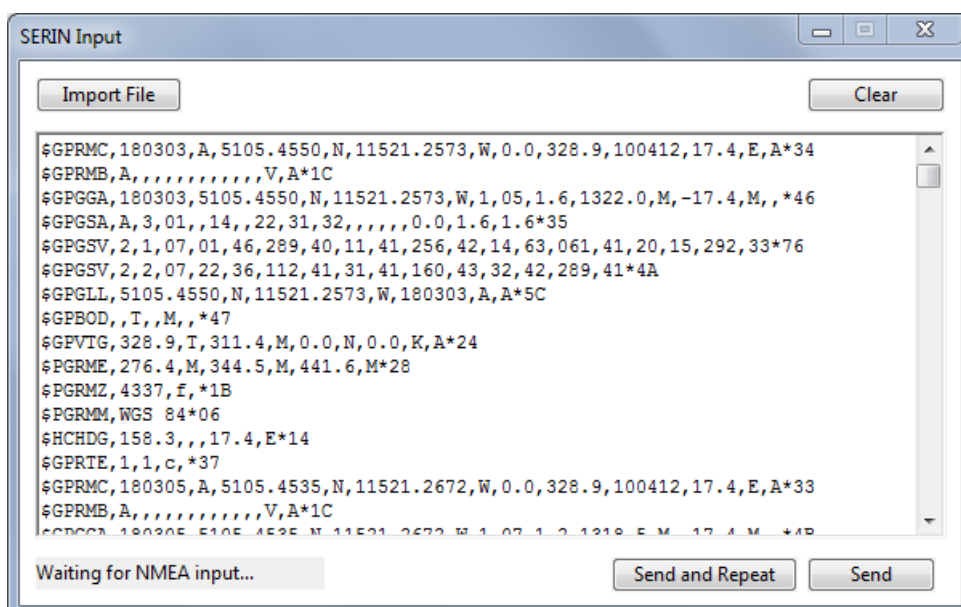 SERIN Input
Import File
Clear
$GPRMC,180303,A,5105.4550,N,11521.2573,W,0.0,328.9,100412,17.4,E,A*34
$GPRMB,A,,,,,,,,,,,,V,A*1C
$GPGGA,180303,5105.4550,N,11521.2573,W,1,05,1.6,1322.0,M,-17.4,M,,*46
$GPGSA,A,3,01,,14,,22,31,32,,,,,,0.0,1.6,1.6*35
$GPGSV,2,1,07,01,46,289,40,11,41,256,42,14,63,061,41,20,15,292,33*76
$GPGSV,2,2,07,22,36,112,41,31,41,160,43,32,42,289,41*4A
$GPGLL,5105.4550,N,11521.2573,W,180303,A,A*5C
$GPBOD,,T,,M,,*47
$GPVTG,328.9,T,311.4,M,0.0,N,0.0,K,A*24
$PGRME,276.4,M,344.5,M,441.6,M*28
$PGRMZ,4337,f,*1B
$PGRMM,WGS 84*06
$HCHDG,158.3,,,17.4,E*14
$GPRTE,1,1,c,*37
$GPRMC,180305,A,5105.4535,N,11521.2672,W,0.0,328.9,100412,17.4,E,A*33
$GPRMB,A,,,,,,,,,,,,V,A*1C
Waiting for NMEA input...
Send and Repeat
Send